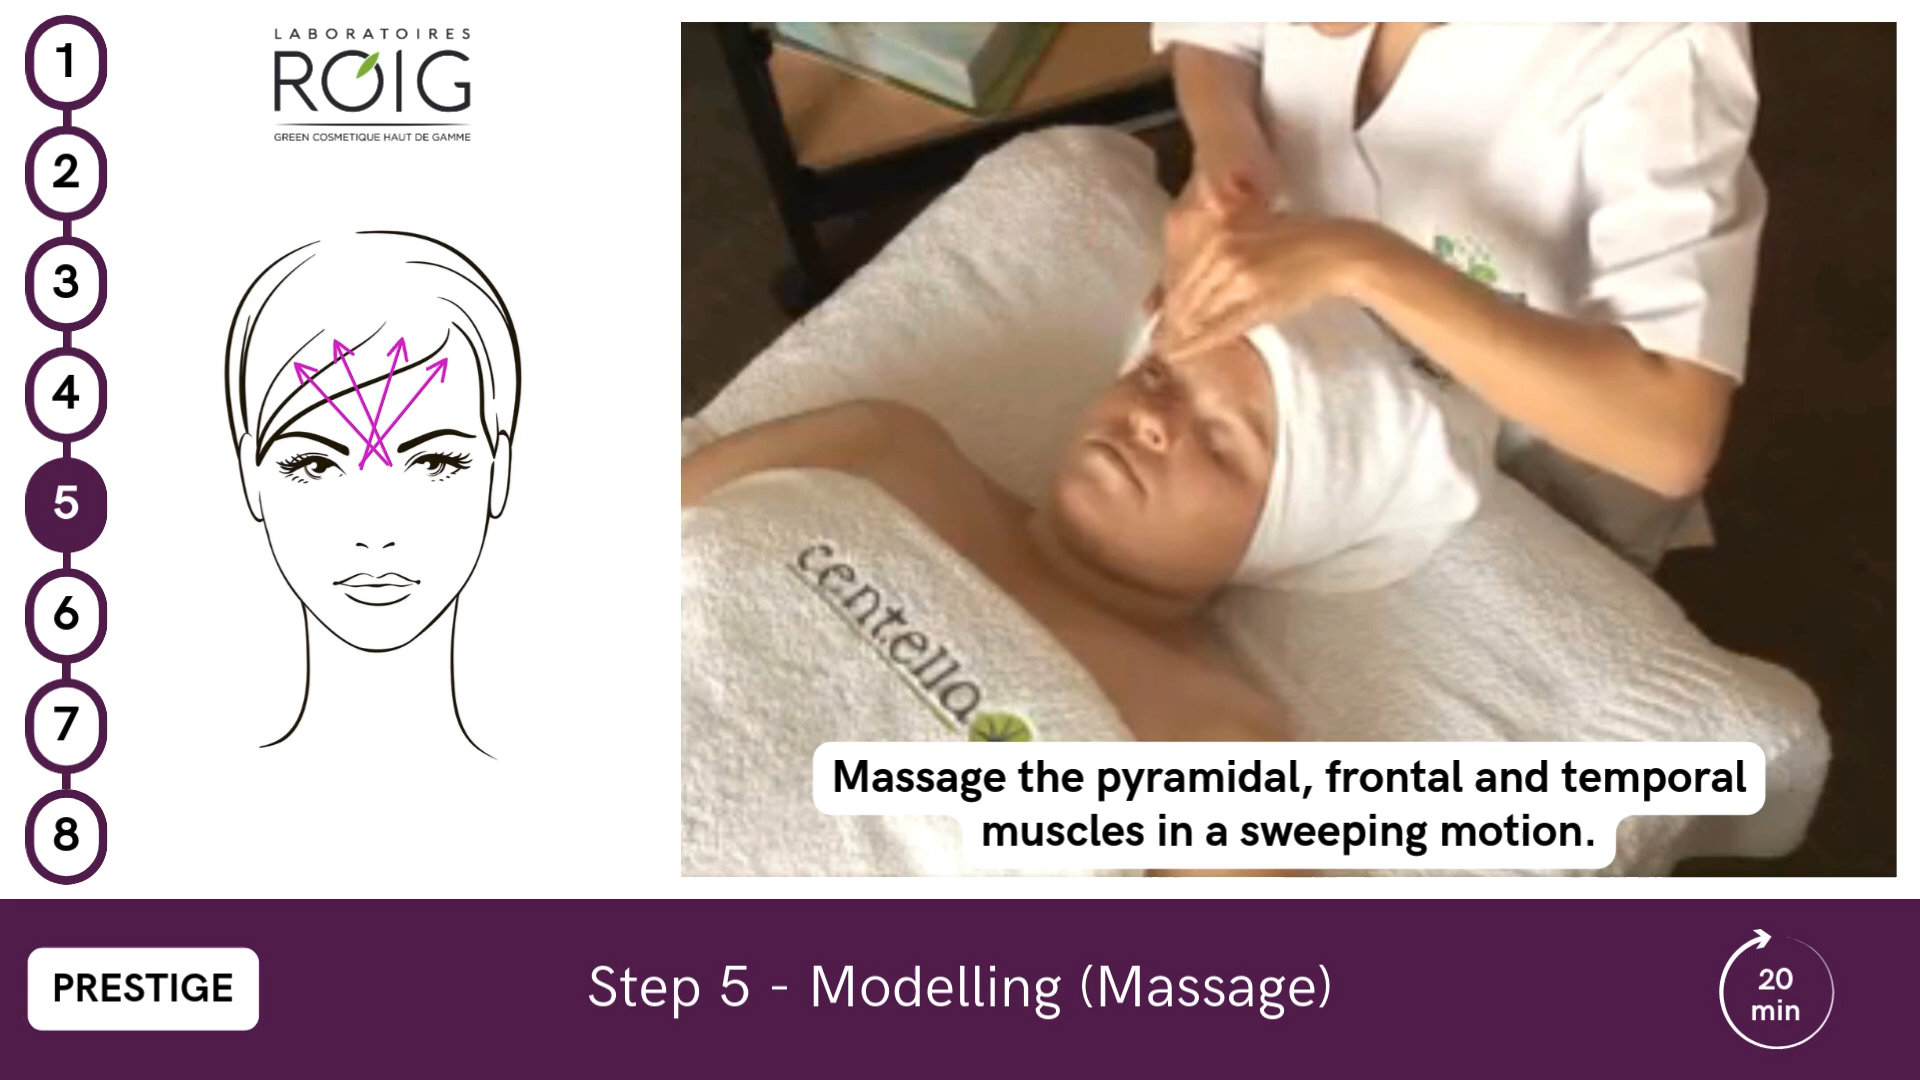 1
2
3
4
5
6
7
8
LABORATOIRES
ROIG
GREEN COSMETIQUE HAUT DE GAMME
centella
Massage the pyramidal, frontal and temporal
muscles in a sweeping motion.
PRESTIGE
Step 5 - Modelling (Massage)
20
min